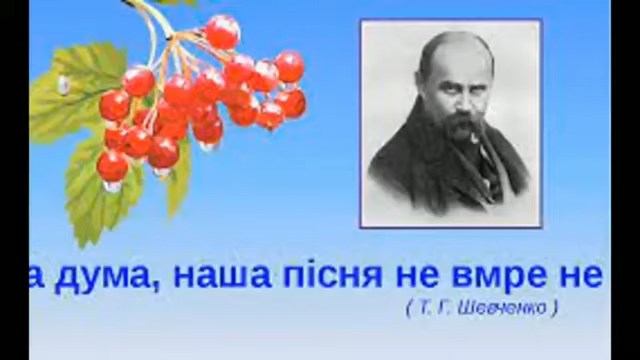 а дума, наша пісня не вмре не
( Т. Г. Шевченко )